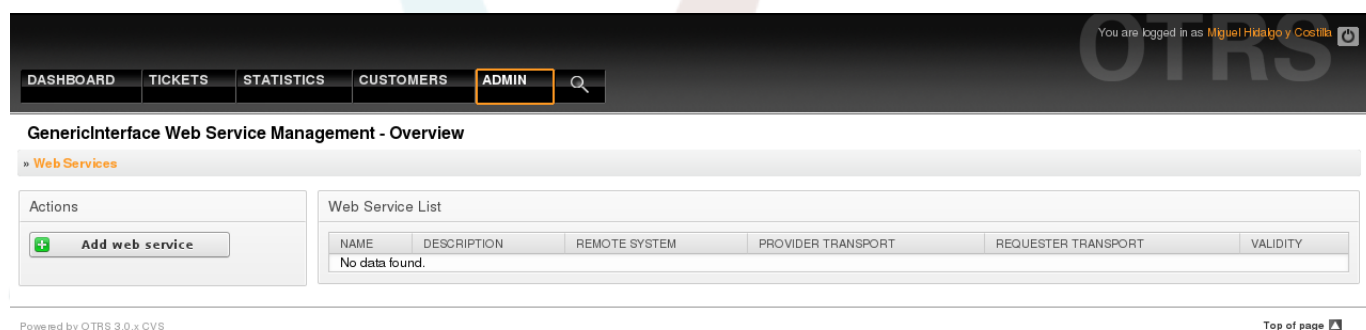 OTRS
You are logged in as Miguel Hidalgo y Costilla
DASHBOARD TICKETS STATISTICS CUSTOMERS ADMIN
GenericInterface Web Service Management - Overview
» Web Services
Actions
Add web service
Web Service List
NAME DESCRIPTION REMOTE SYSTEM PROVIDER TRANSPORT REQUESTER TRANSPORT VALIDITY
No data found.
Powered by OTRS 3.0.x CVS
Top of page